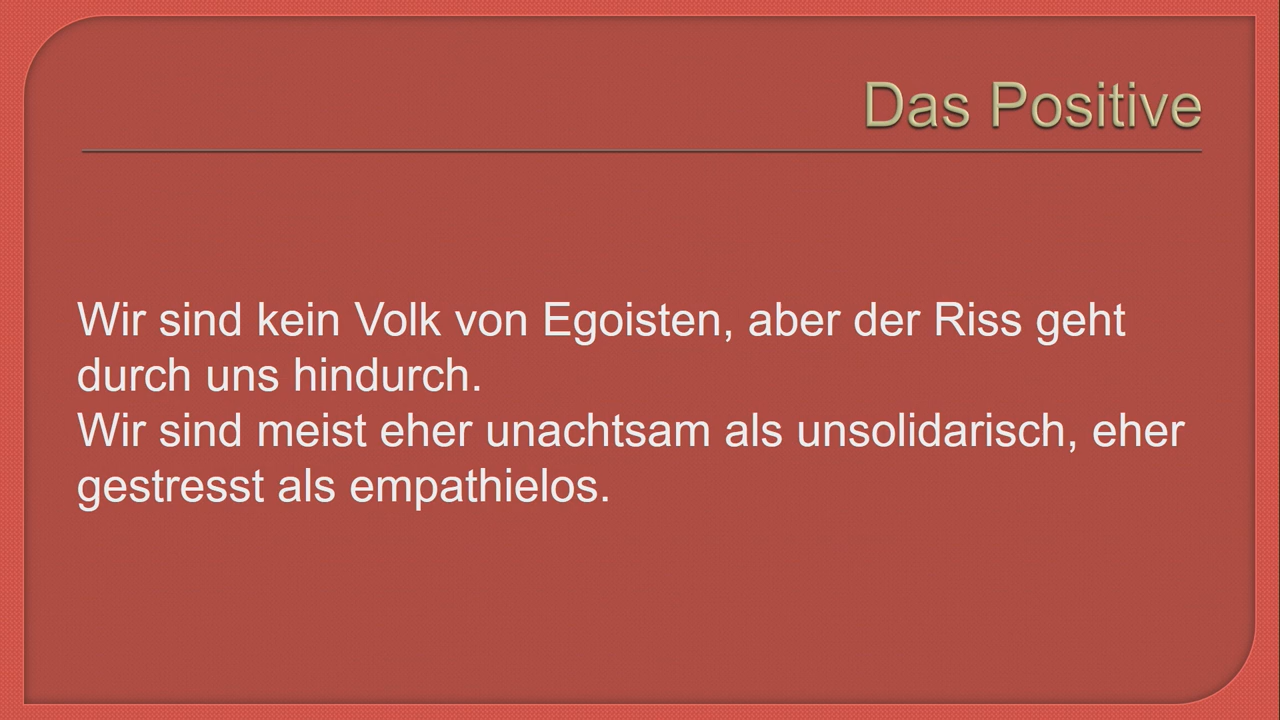 Das Positive
Wir sind kein Volk von Egoisten, aber der Riss geht
durch uns hindurch.
Wir sind meist eher unachtsam als unsolidarisch, eher
gestresst als empathielos.